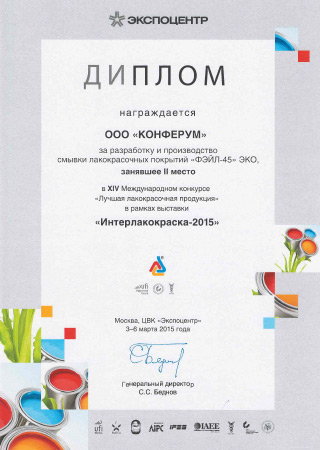 ЭКСПОЦЕНТР
ДИПЛОМ
награждается
ООО «КОНФЕРУМ»
за разработку и производство
смывки лакокрасочных покрытий «ФЭЙЛ-45» ЭКО,
занявшее II место
в XIV Международном конкурсе
«Лучшая лакокрасочная продукция»
в рамках выставки
«Интерлакокраска-2015»
ufi
Москва, ЦВК «Экспоцентр»
3–6 марта 2015 года
Генеральный директор
С.С. Беднов
ufi
IAEE